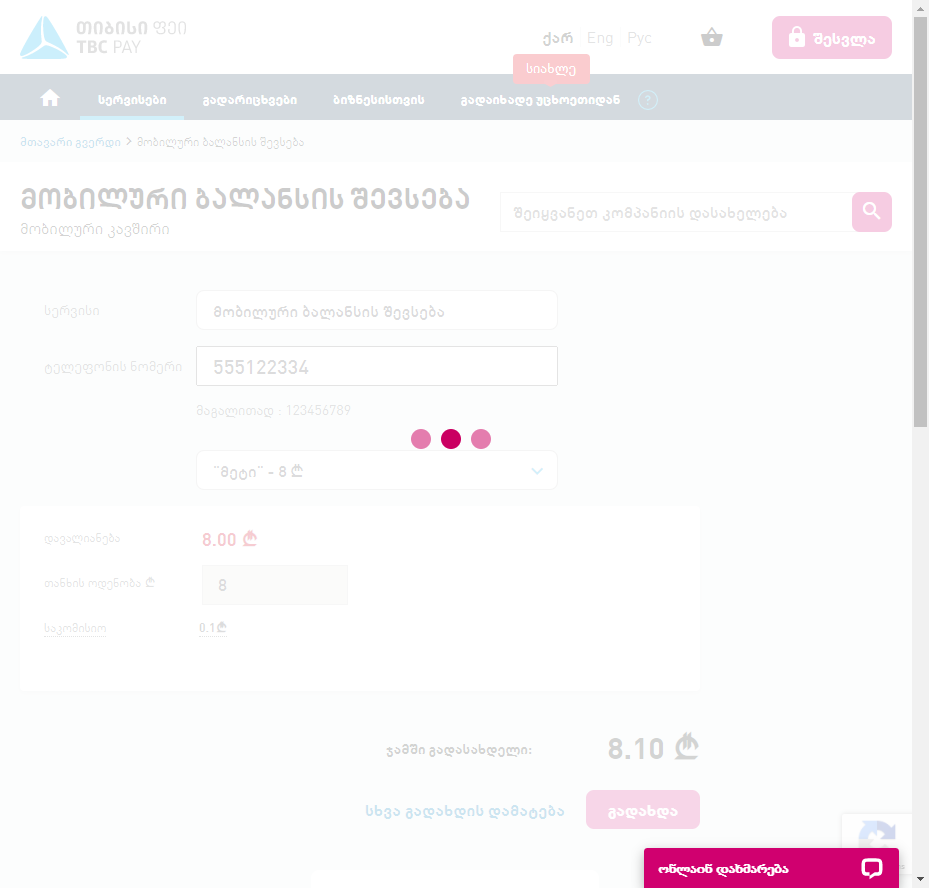 თიბისი ფეი
TBC PAY
ქარ Eng Рус
შესვლა
სიახლე
სერვისები გადარიცხვები ბიზნესისთვის გადაიხადე უცხოეთიდან ?
მთავარი გვერდი > მობილური ბალანსის შევსება
მობილური ბალანსის შევსება
მობილური კავშირი
შეიყვანეთ კომპანიის დასახელება
სერვისი მობილური ბალანსის შევსება
ტელეფონის ნომერი 555122334
მაგალითად : 123456789
"მეტი" - 8 ₾
დავალიანება 8.00 ₾
თანხის ოდენობა ₾ 8
საკომისიო 0.1₾
ჯამში გადასახდელი: 8.10 ₾
სხვა გადახდის დამატება გადახდა
ონლაინ დახმარება